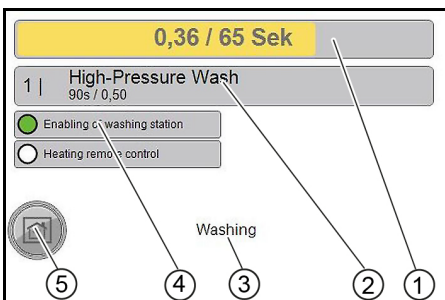 0,36 / 65 Sek
1 | High-Pressure Wash
90s / 0,50
Enabling of washing station
Heating remote control
Washing
5 4 3 2 1